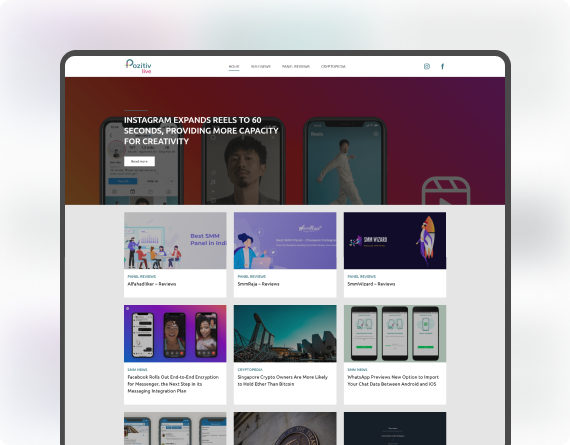 Pozitiv
live
HOME
SMM NEWS
PANEL REVIEWS
CRYPTOPEDIA
INSTAGRAM EXPANDS REELS TO 60
SECONDS, PROVIDING MORE CAPACITY
FOR CREATIVITY
Read more
Reels
Best SMM
Panel in Indi
SMM WIZARD
PANEL REVIEWS
Alfahadilker – Reviews
PANEL REVIEWS
SmmRaja – Reviews
PANEL REVIEWS
SmmWizard – Reviews
SMM NEWS
Facebook Rolls Out End-to-End Encryption
for Messenger, the Next Step in its
Messaging Integration Plan
CRYPTOPEDIA
Singapore Crypto Owners Are More Likely
to Hold Ether Than Bitcoin
SMM NEWS
WhatsApp Previews New Option to Import
Your Chat Data Between Android and iOS